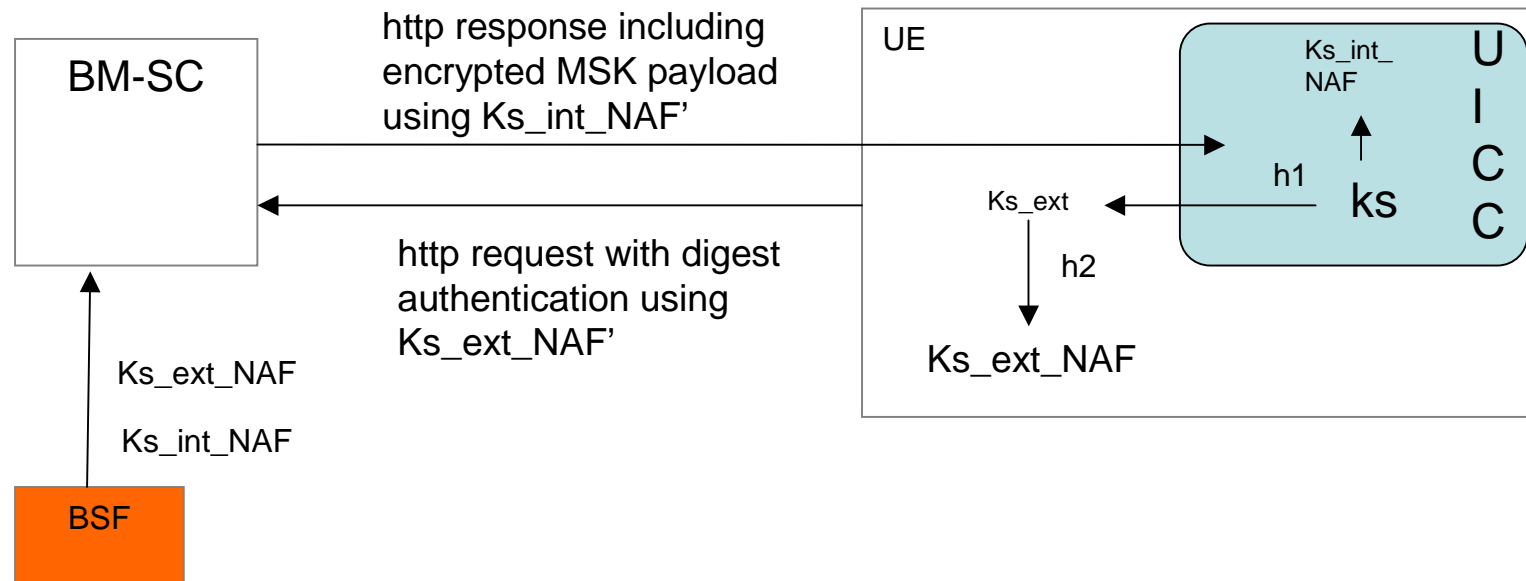 BM-SC
http response including
encrypted MSK payload
using Ks_int_NAF’
UE
Ks_int_
NAF
U
I
C
C
h1
ks
Ks_ext
h2
Ks_ext_NAF
http request with digest
authentication using
Ks_ext_NAF’
Ks_ext_NAF
Ks_int_NAF
BSF